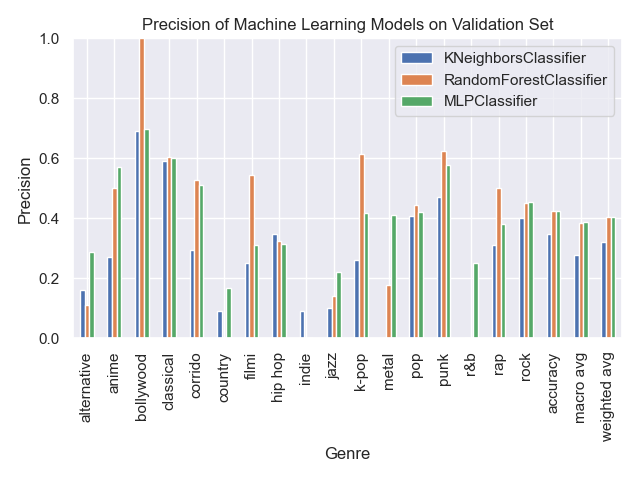 Precision of Machine Learning Models on Validation Set
KNeighborsClassifier
RandomForestClassifier
MLPClassifier
Precision
1.0
0.8
0.6
0.4
0.2
0.0
alternative
anime
bollywood
classical
corrido
country
filmi
hip hop
indie
jazz
k-pop
metal
pop
punk
r&b
rap
rock
accuracy
macro avg
weighted avg
Genre